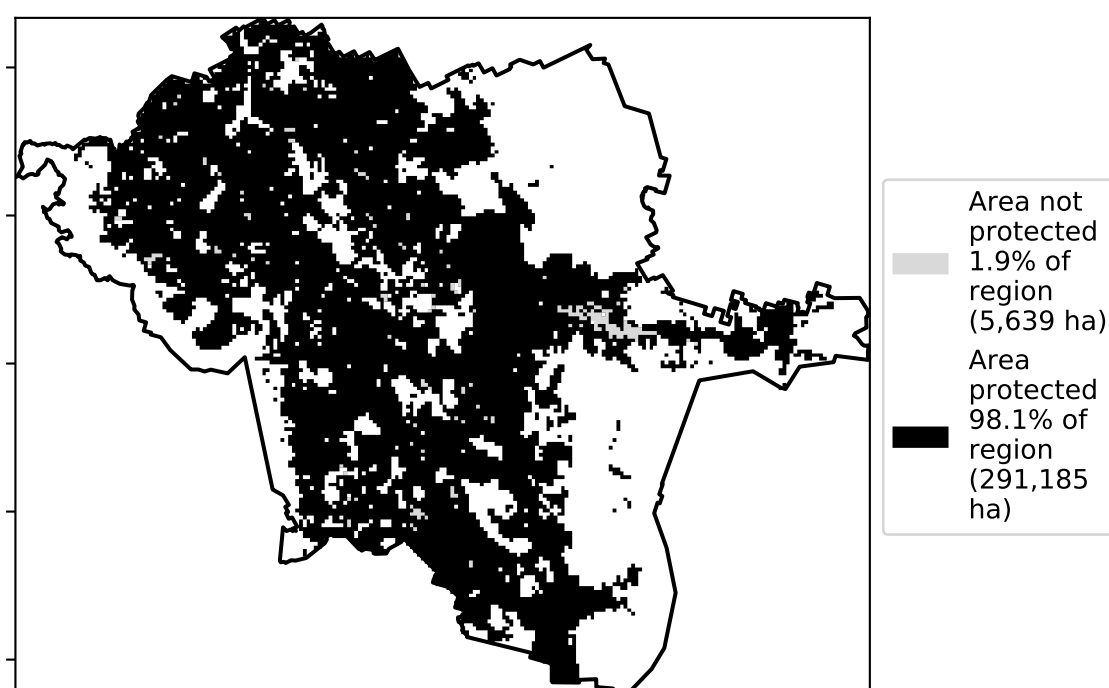 Area not
protected
1.9% of
region
(5,639 ha)
Area
protected
98.1% of
region
(291,185
ha)